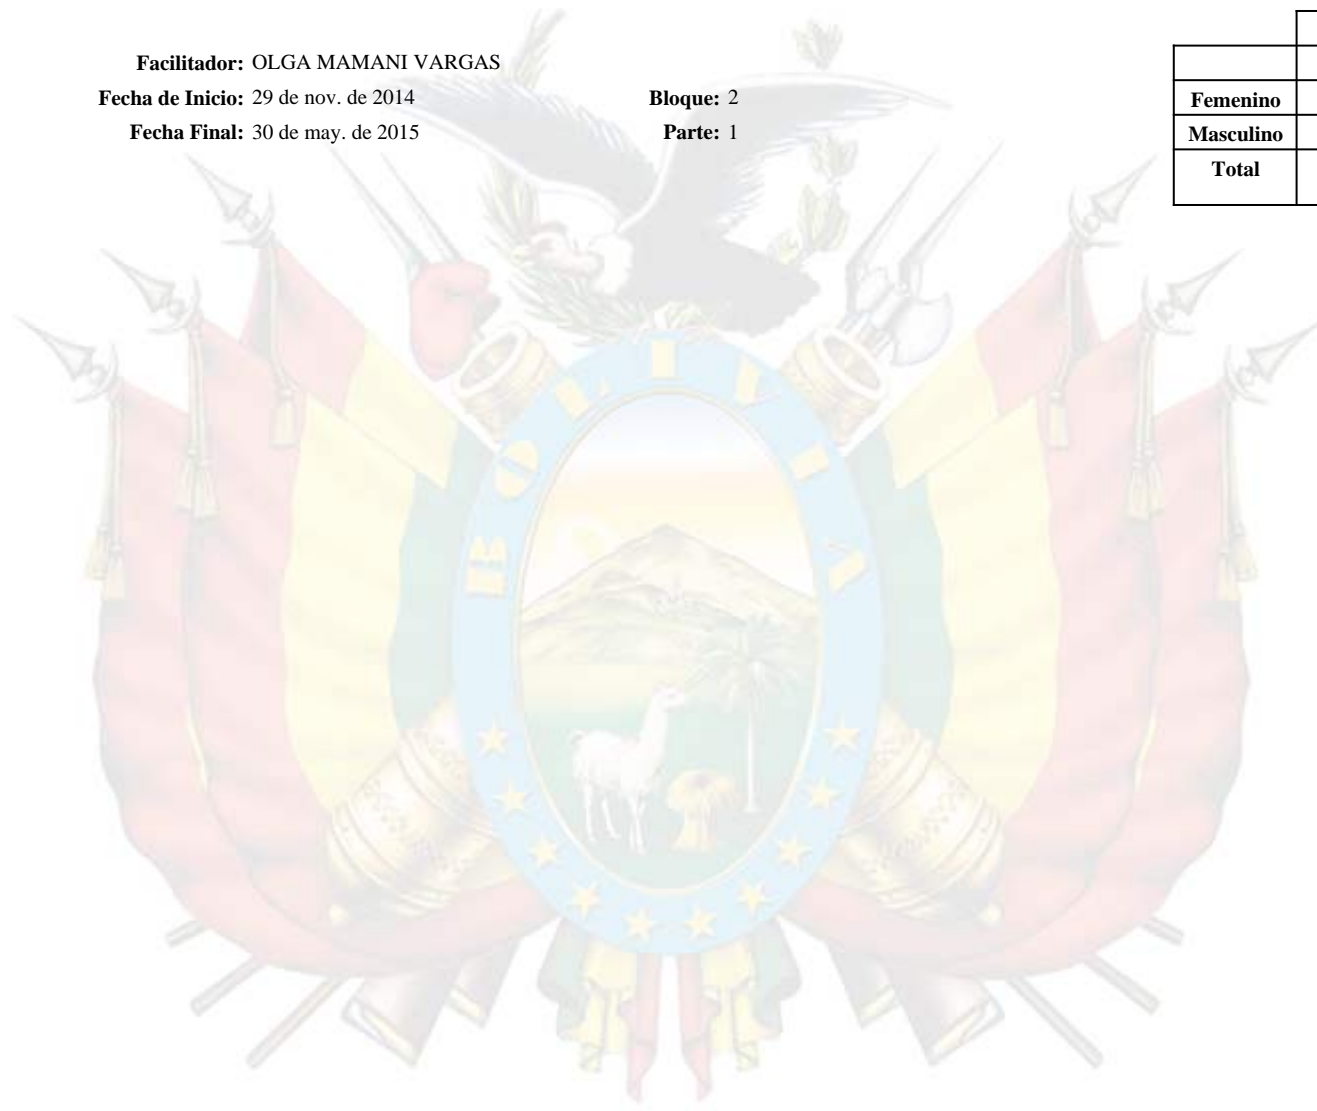 Facilitador: OLGA MAMANI VARGAS
Fecha de Inicio: 29 de nov. de 2014 Bloque: 2
Fecha Final: 30 de may. de 2015 Parte: 1
Femenino
Masculino
Total
BOLIVIA